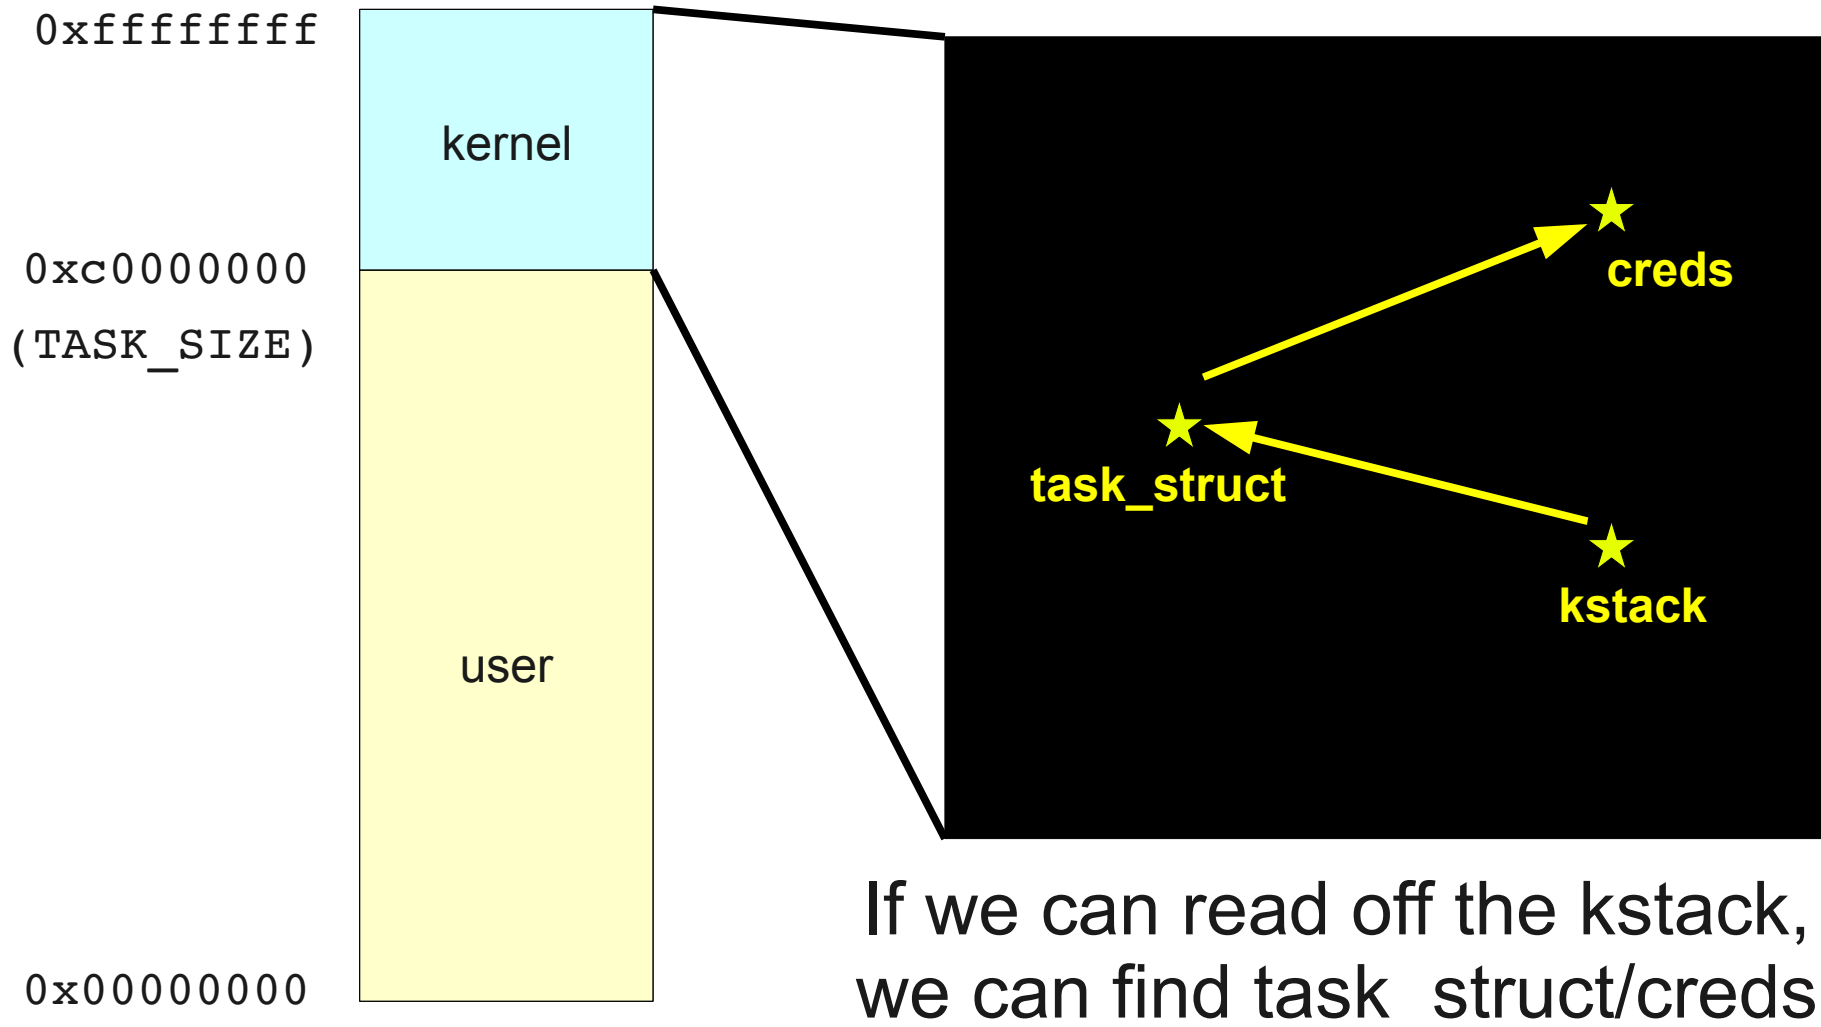 0xffffffff
kernel
0xc0000000
(TASK_SIZE)
user
0x00000000
creds
task_struct
kstack
If we can read off the kstack,
we can find task struct/creds